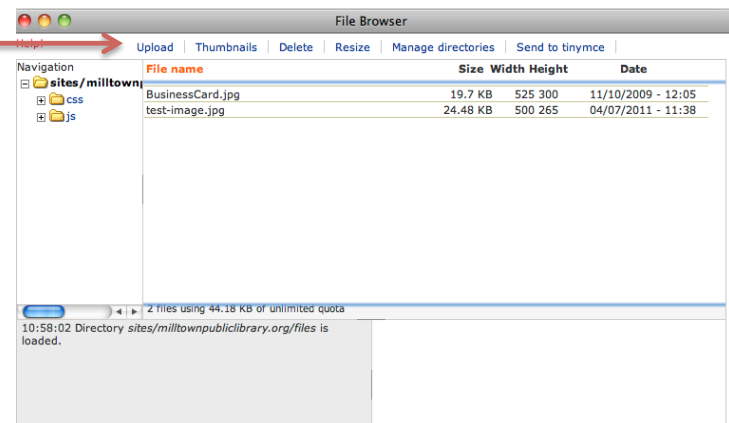 File Browser
Help!
Upload Thumbnails Delete Resize Manage directories Send to tinymce
Navigation
File name Size Width Height Date
sites/milltown
BusinessCard.jpg 19.7 KB 525 300 11/10/2009 - 12:05
css
test-image.jpg 24.48 KB 500 265 04/07/2011 - 11:38
js
2 files using 44.18 KB of unlimited quota
10:58:02 Directory sites/milltownpubliclibrary.org/files is
loaded.